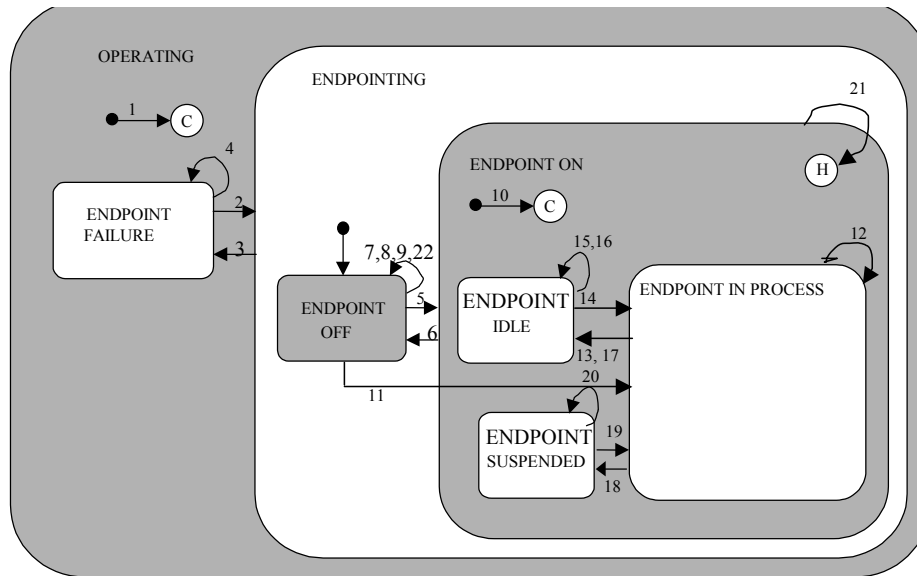 OPERATING
ENDPOINTING
21
1
C
4
ENDPOINT ON
H
10
C
ENDPOINT
FAILURE
2
3
7,8,9,22
15,16
12
ENDPOINT
OFF
5
6
ENDPOINT
IDLE
14
ENDPOINT IN PROCESS
13, 17
20
11
ENDPOINT
SUSPENDED
19
18